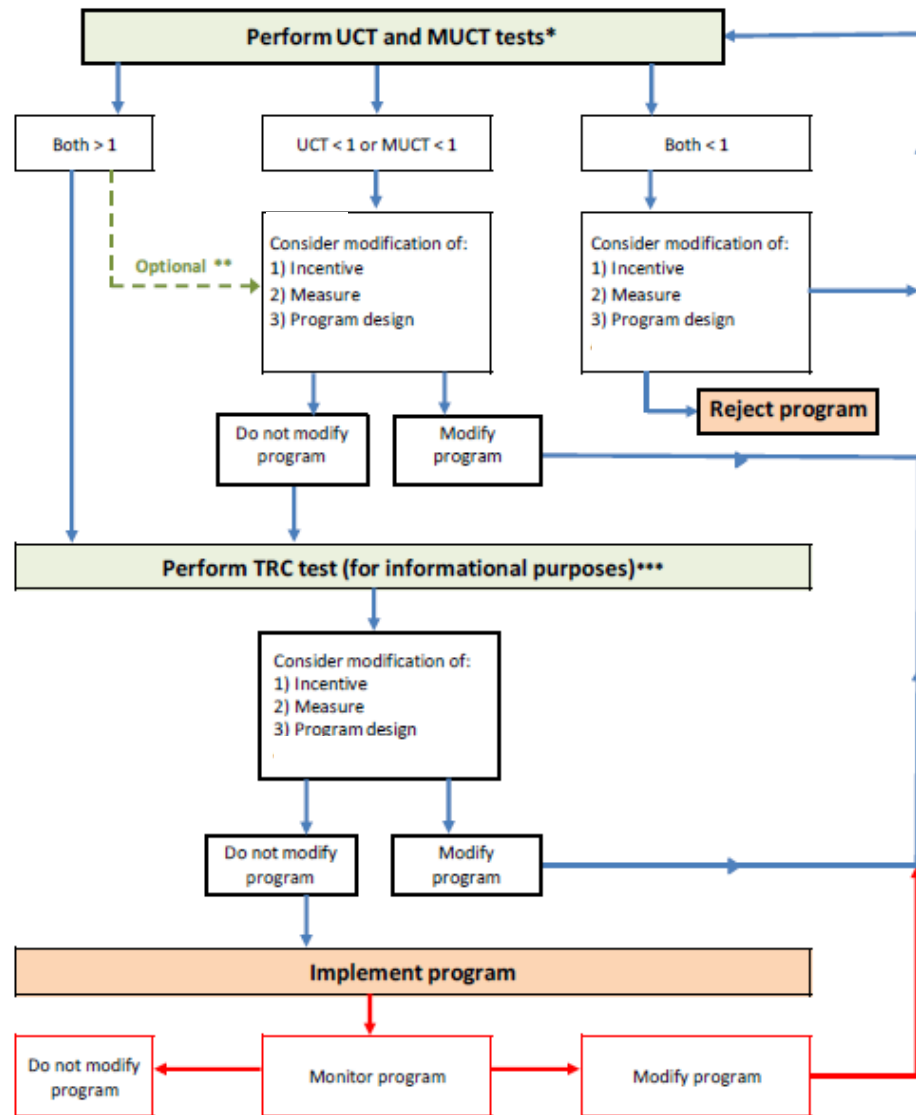 Perform UCT and MUCT tests*
Both > 1
UCT < 1 or MUCT < 1
Both < 1
Optional **
Consider modification of:
1) Incentive
2) Measure
3) Program design
Consider modification of:
1) Incentive
2) Measure
3) Program design
Reject program
Do not modify
program
Modify
program
Perform TRC test (for informational purposes)***
Consider modification of:
1) Incentive
2) Measure
3) Program design
Do not modify
program
Modify
program
Implement program
Do not modify
program
Monitor program
Modify program